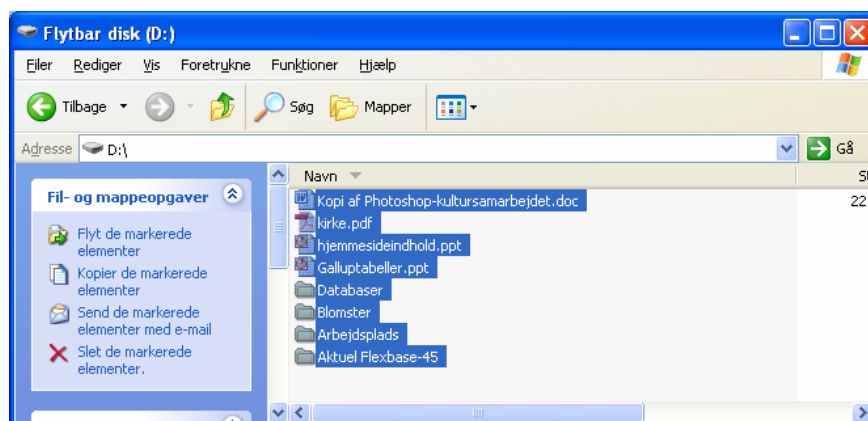 Flytbar disk (D:)
Filer Rediger Vis Foretrukne Funktioner Hjælp
Tilbage Søg Mapper
Adresse D:\ Gå
Fil- og mappeopgaver
Flyt de markerede
elementer
Kopier de markerede
elementer
Send de markerede
elementer med e-mail
Slet de markerede
elementer.
Navn
Kopi af Photoshop-kultursamarbejdet.doc 22
kirke.pdf
hjemmesideindhold.ppt
Galluptabeller.ppt
Databaser
Blomster
Arbejdsplads
Aktuel Flexbase-45